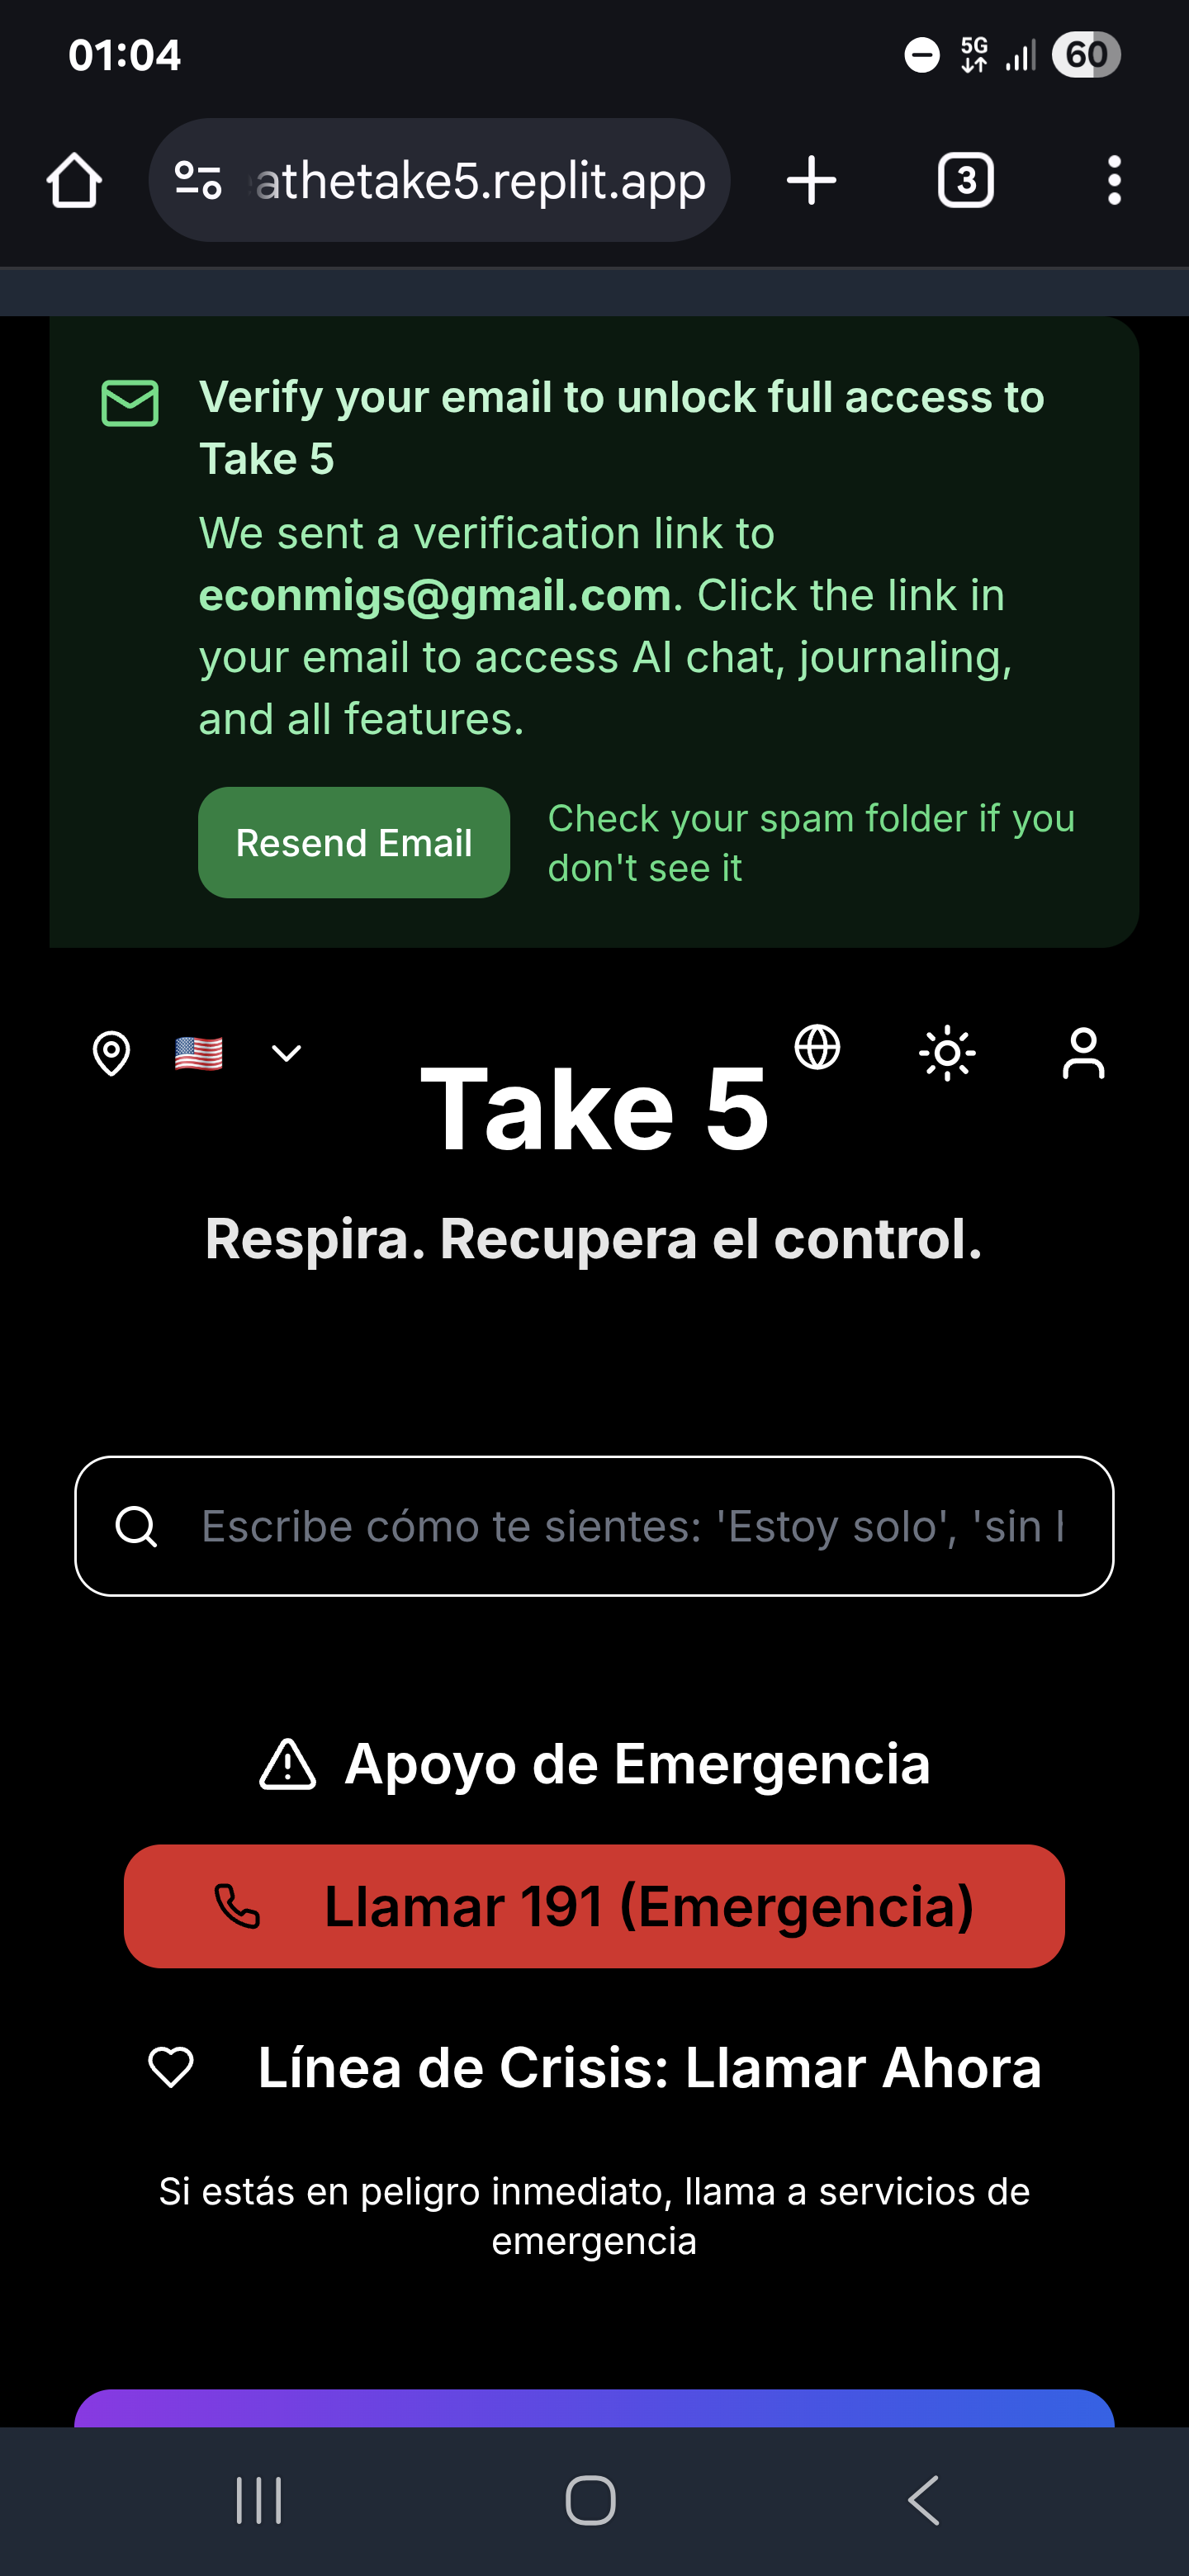 01:04
5G
60
athetake5.replit.app
3
Verify your email to unlock full access to
Take 5
We sent a verification link to
econmigs@gmail.com. Click the link in
your email to access AI chat, journaling,
and all features.
Resend Email
Check your spam folder if you
don't see it
Take 5
Respira. Recupera el control.
Escribe cómo te sientes: 'Estoy solo', 'sin
Apoyo de Emergencia
Llamar 191 (Emergencia)
Línea de Crisis: Llamar Ahora
Si estás en peligro inmediato, llama a servicios de
emergencia